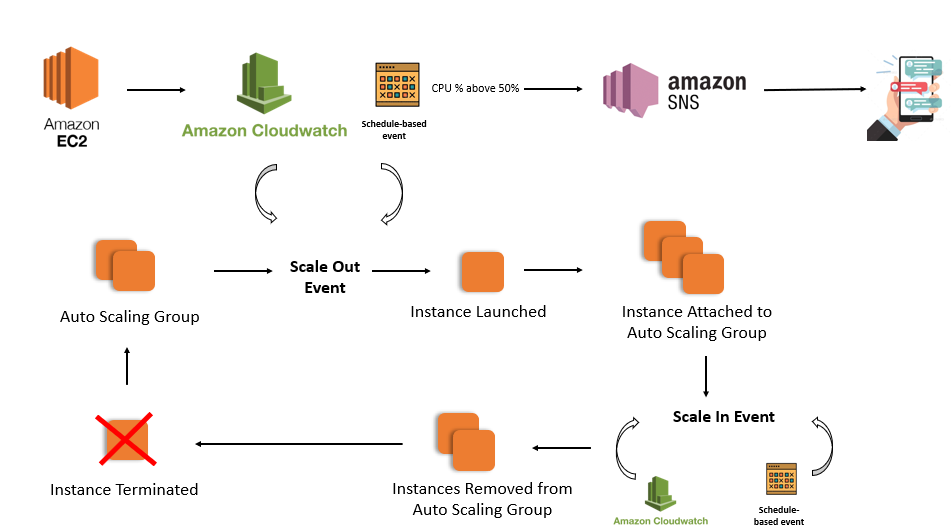 Amazon
EC2
Amazon Cloudwatch
Schedule-based
event
CPU % above 50%
amazon
SNS
Auto Scaling Group
Scale Out
Event
Instance Launched
Instance Attached to
Auto Scaling Group
Scale In Event
Instance Terminated
Instances Removed from
Auto Scaling Group
Amazon Cloudwatch
Schedule-
based event